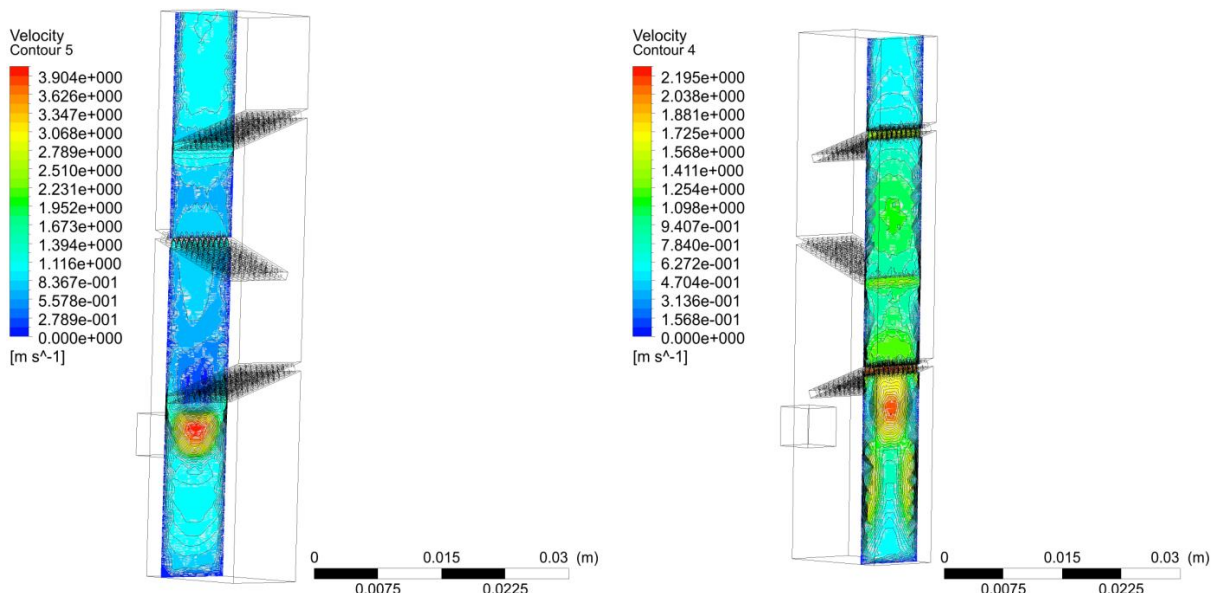 Velocity
Contour 5
3.904e+000
3.626e+000
3.347e+000
3.068e+000
2.789e+000
2.510e+000
2.231e+000
1.952e+000
1.673e+000
1.394e+000
1.116e+000
8.367e-001
5.578e-001
2.789e-001
0.000e+000
[m s^-1]
0 0.015 0.03 (m)
0.0075 0.0225
Velocity
Contour 4
2.195e+000
2.038e+000
1.881e+000
1.725e+000
1.568e+000
1.411e+000
1.254e+000
1.098e+000
9.407e-001
7.840e-001
6.272e-001
4.704e-001
3.136e-001
1.568e-001
0.000e+000
[m s^-1]
0 0.015 0.03 (m)
0.0075 0.0225